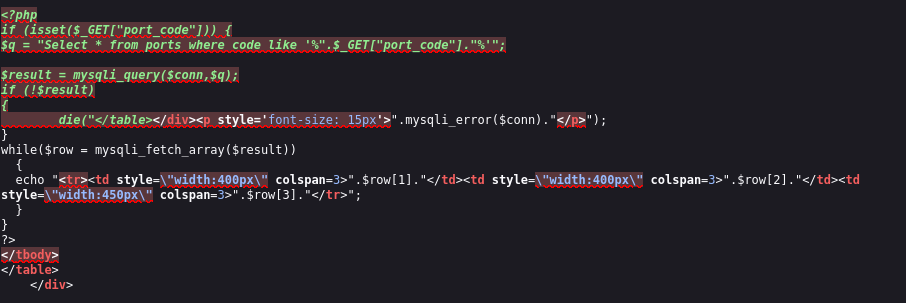 <?php
if (isset($_GET["port_code"])) {
$q = "Select * from ports where code like '%".$_GET["port_code"]."%'";
$result = mysqli_query($conn,$q);
if (!$result)
{
        die("</table></div><p style='font-size: 15px'>".mysqli_error($conn)."</p>");
}
while($row = mysqli_fetch_array($result))
  {
  echo "<tr><td style=\"width:400px\" colspan=3>".$row[1]."</td><td style=\"width:400px\" colspan=3>".$row[2]."</td><td
style=\"width:450px\" colspan=3>".$row[3]."</tr>";
  }
}
?>
</tbody>
</table>
    </div>